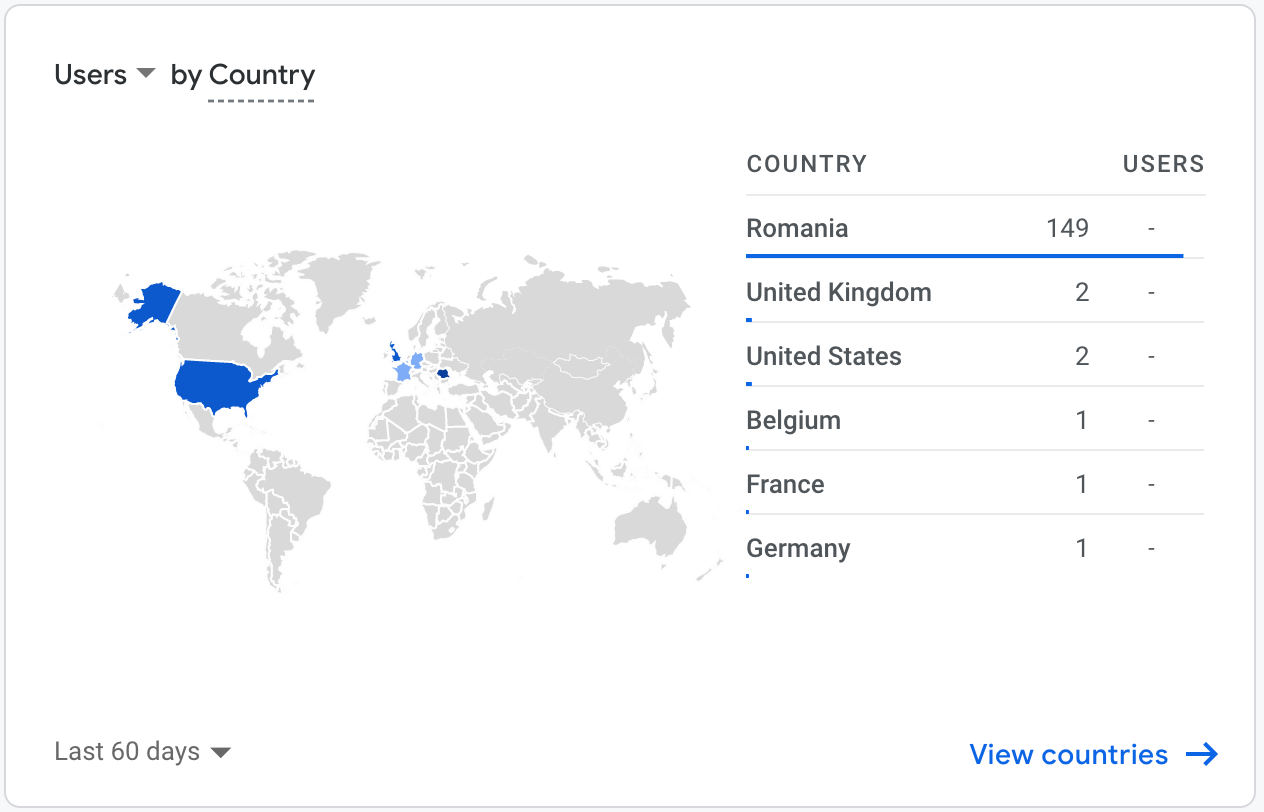 Users by Country
COUNTRY USERS
Romania 149 -
United Kingdom 2 -
United States 2 -
Belgium 1 -
France 1 -
Germany 1 -
Last 60 days
View countries